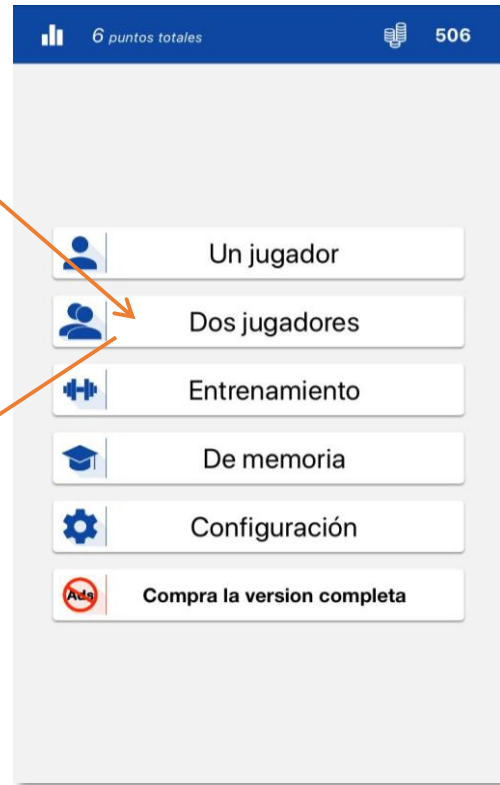 6 puntos totales 506
Un jugador
Dos jugadores
Entrenamiento
De memoria
Configuración
Ads Compra la version completa